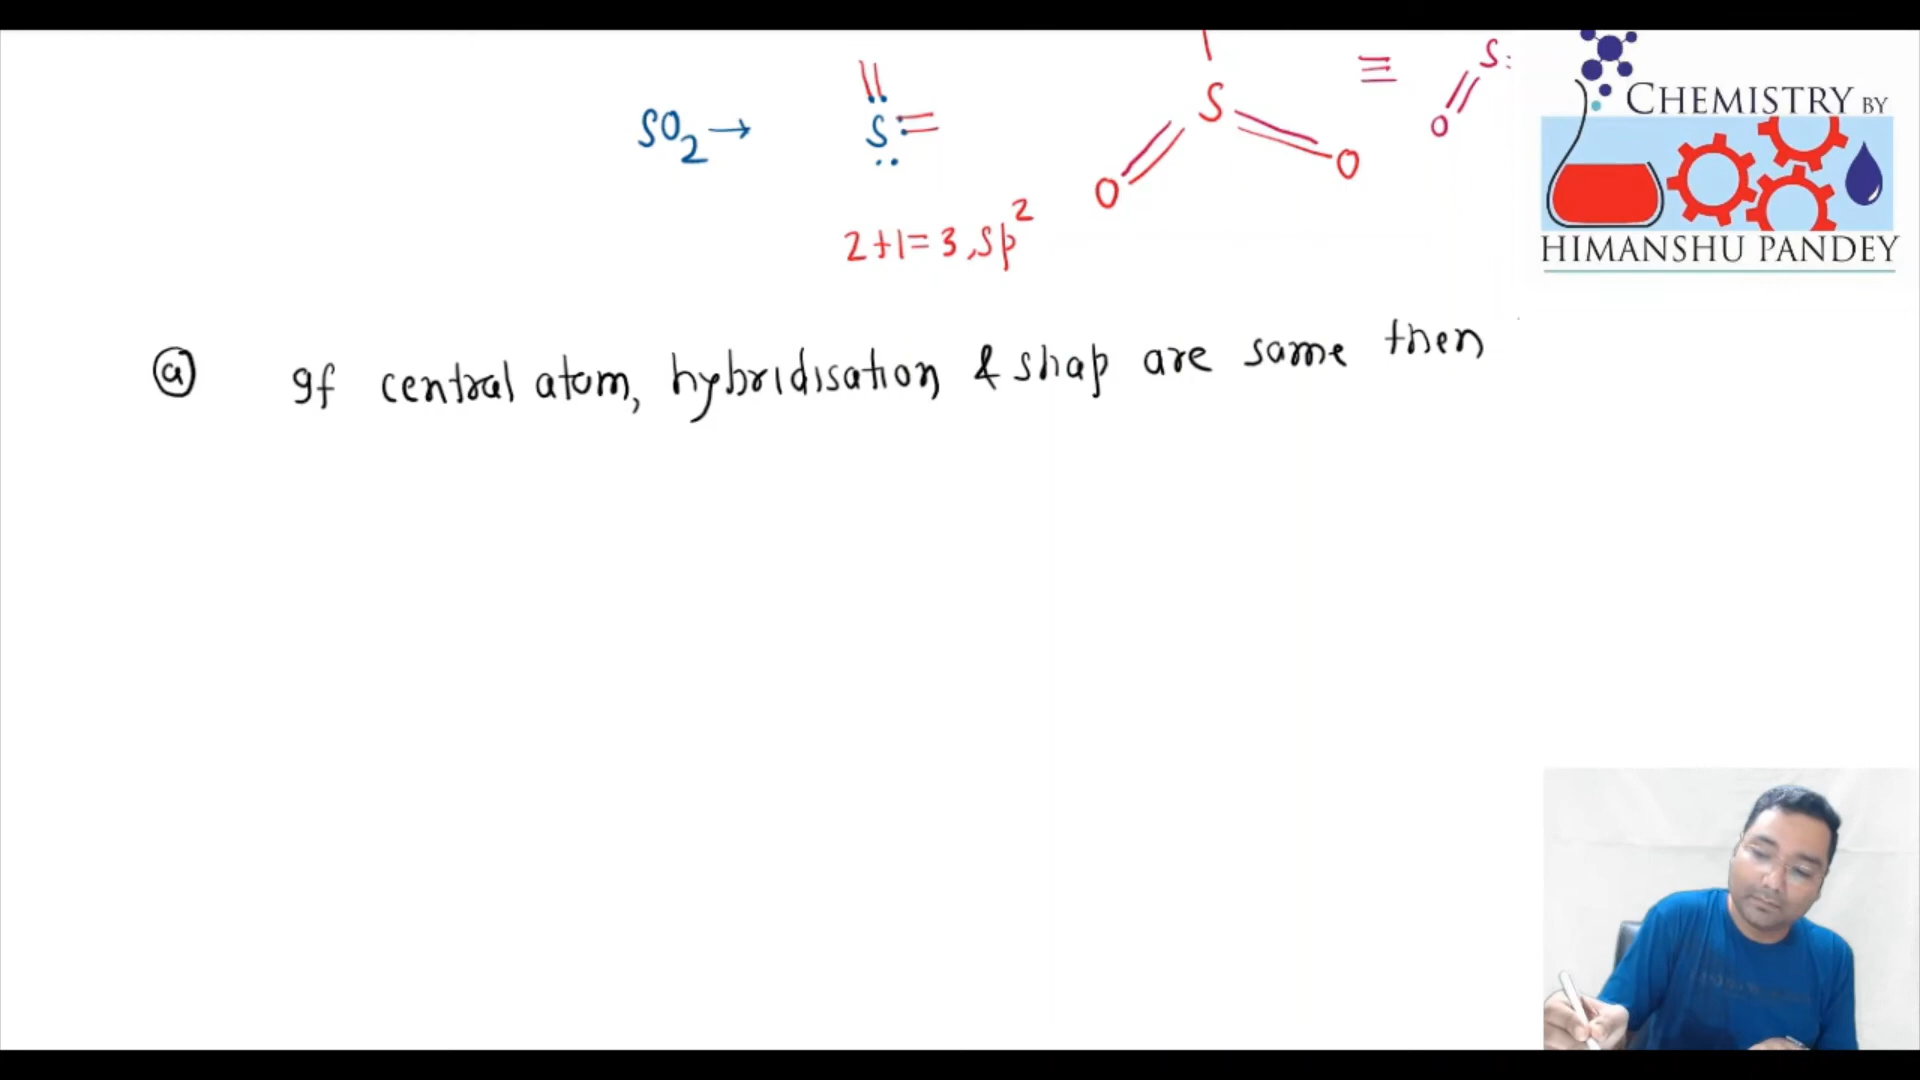 S:
CHEMISTRY BY
SO₂ → S O S O O
2+1=3, sp²
HIMANSHU PANDEY
ⓐ If central atom, hybridisation & shap are same then